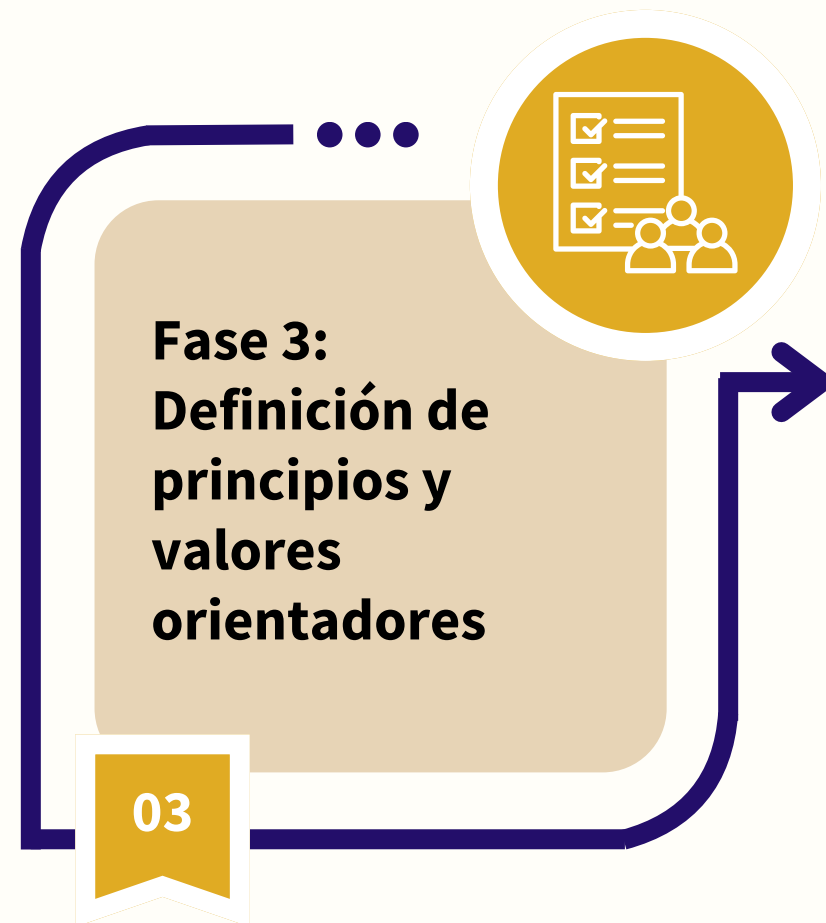 Fase 3:
Definición de
principios y
valores
orientadores
03